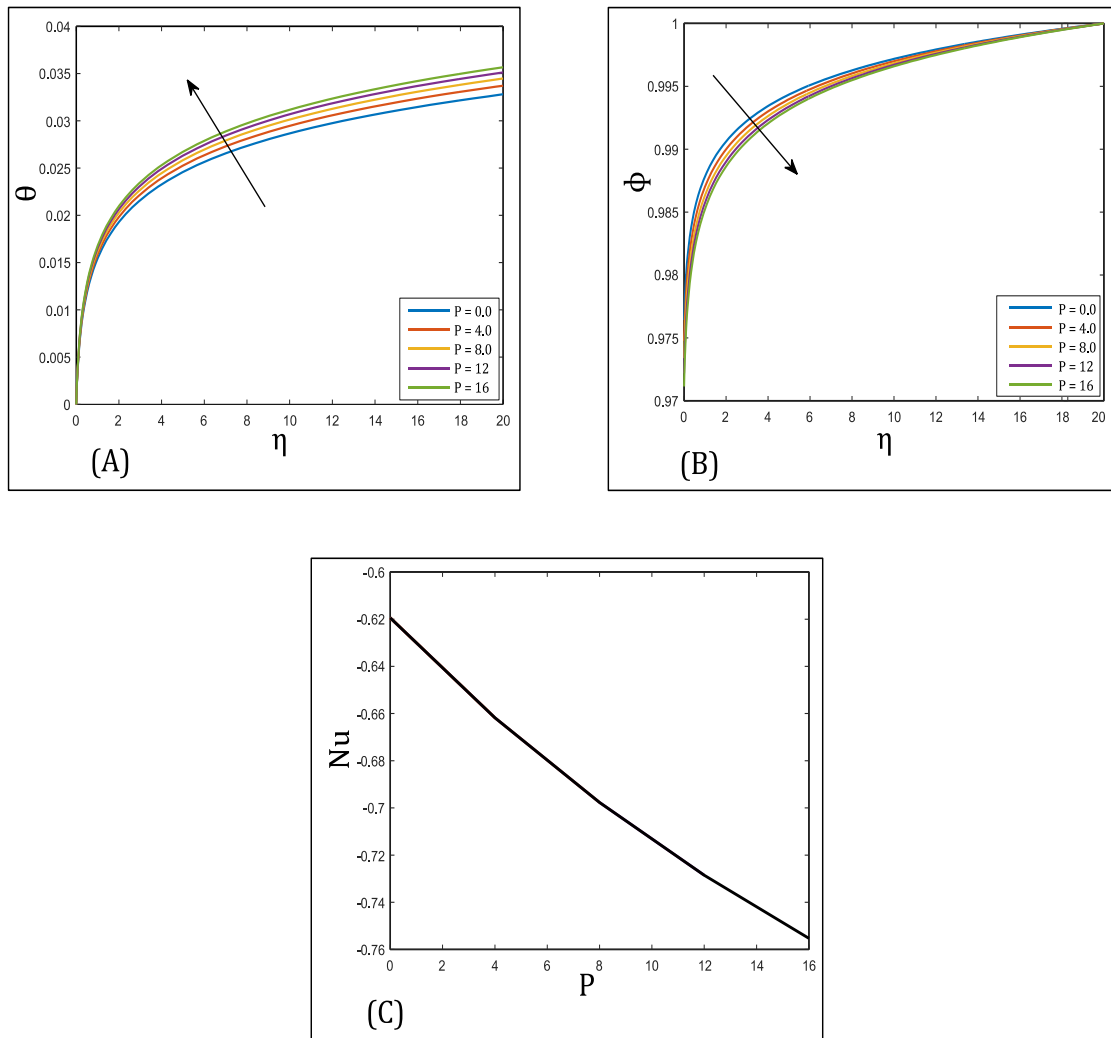 0.04
0.035
0.03
0.025
0.02
0.015
0.01
0.005
0
θ
P = 0.0
P = 4.0
P = 8.0
P = 12
P = 16
0 2 4 6 8 10 12 14 16 18 20
η
(A)
1
0.995
0.99
0.985
0.98
0.975
0.97
ϕ
P = 0.0
P = 4.0
P = 8.0
P = 12
P = 16
0 2 4 6 8 10 12 14 16 18 20
η
(B)
-0.6
-0.62
-0.64
-0.66
-0.68
-0.7
-0.72
-0.74
-0.76
Nu
0 2 4 6 8 10 12 14 16
P
(C)